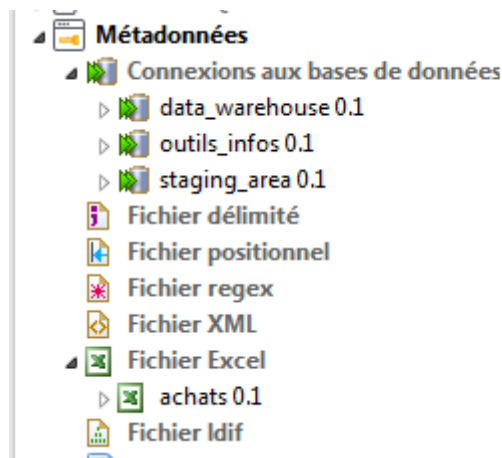 Métadonnées
Connexions aux bases de données
data_warehouse 0.1
outils_infos 0.1
staging_area 0.1
Fichier délimité
Fichier positionnel
Fichier regex
Fichier XML
Fichier Excel
achats 0.1
Fichier ldif